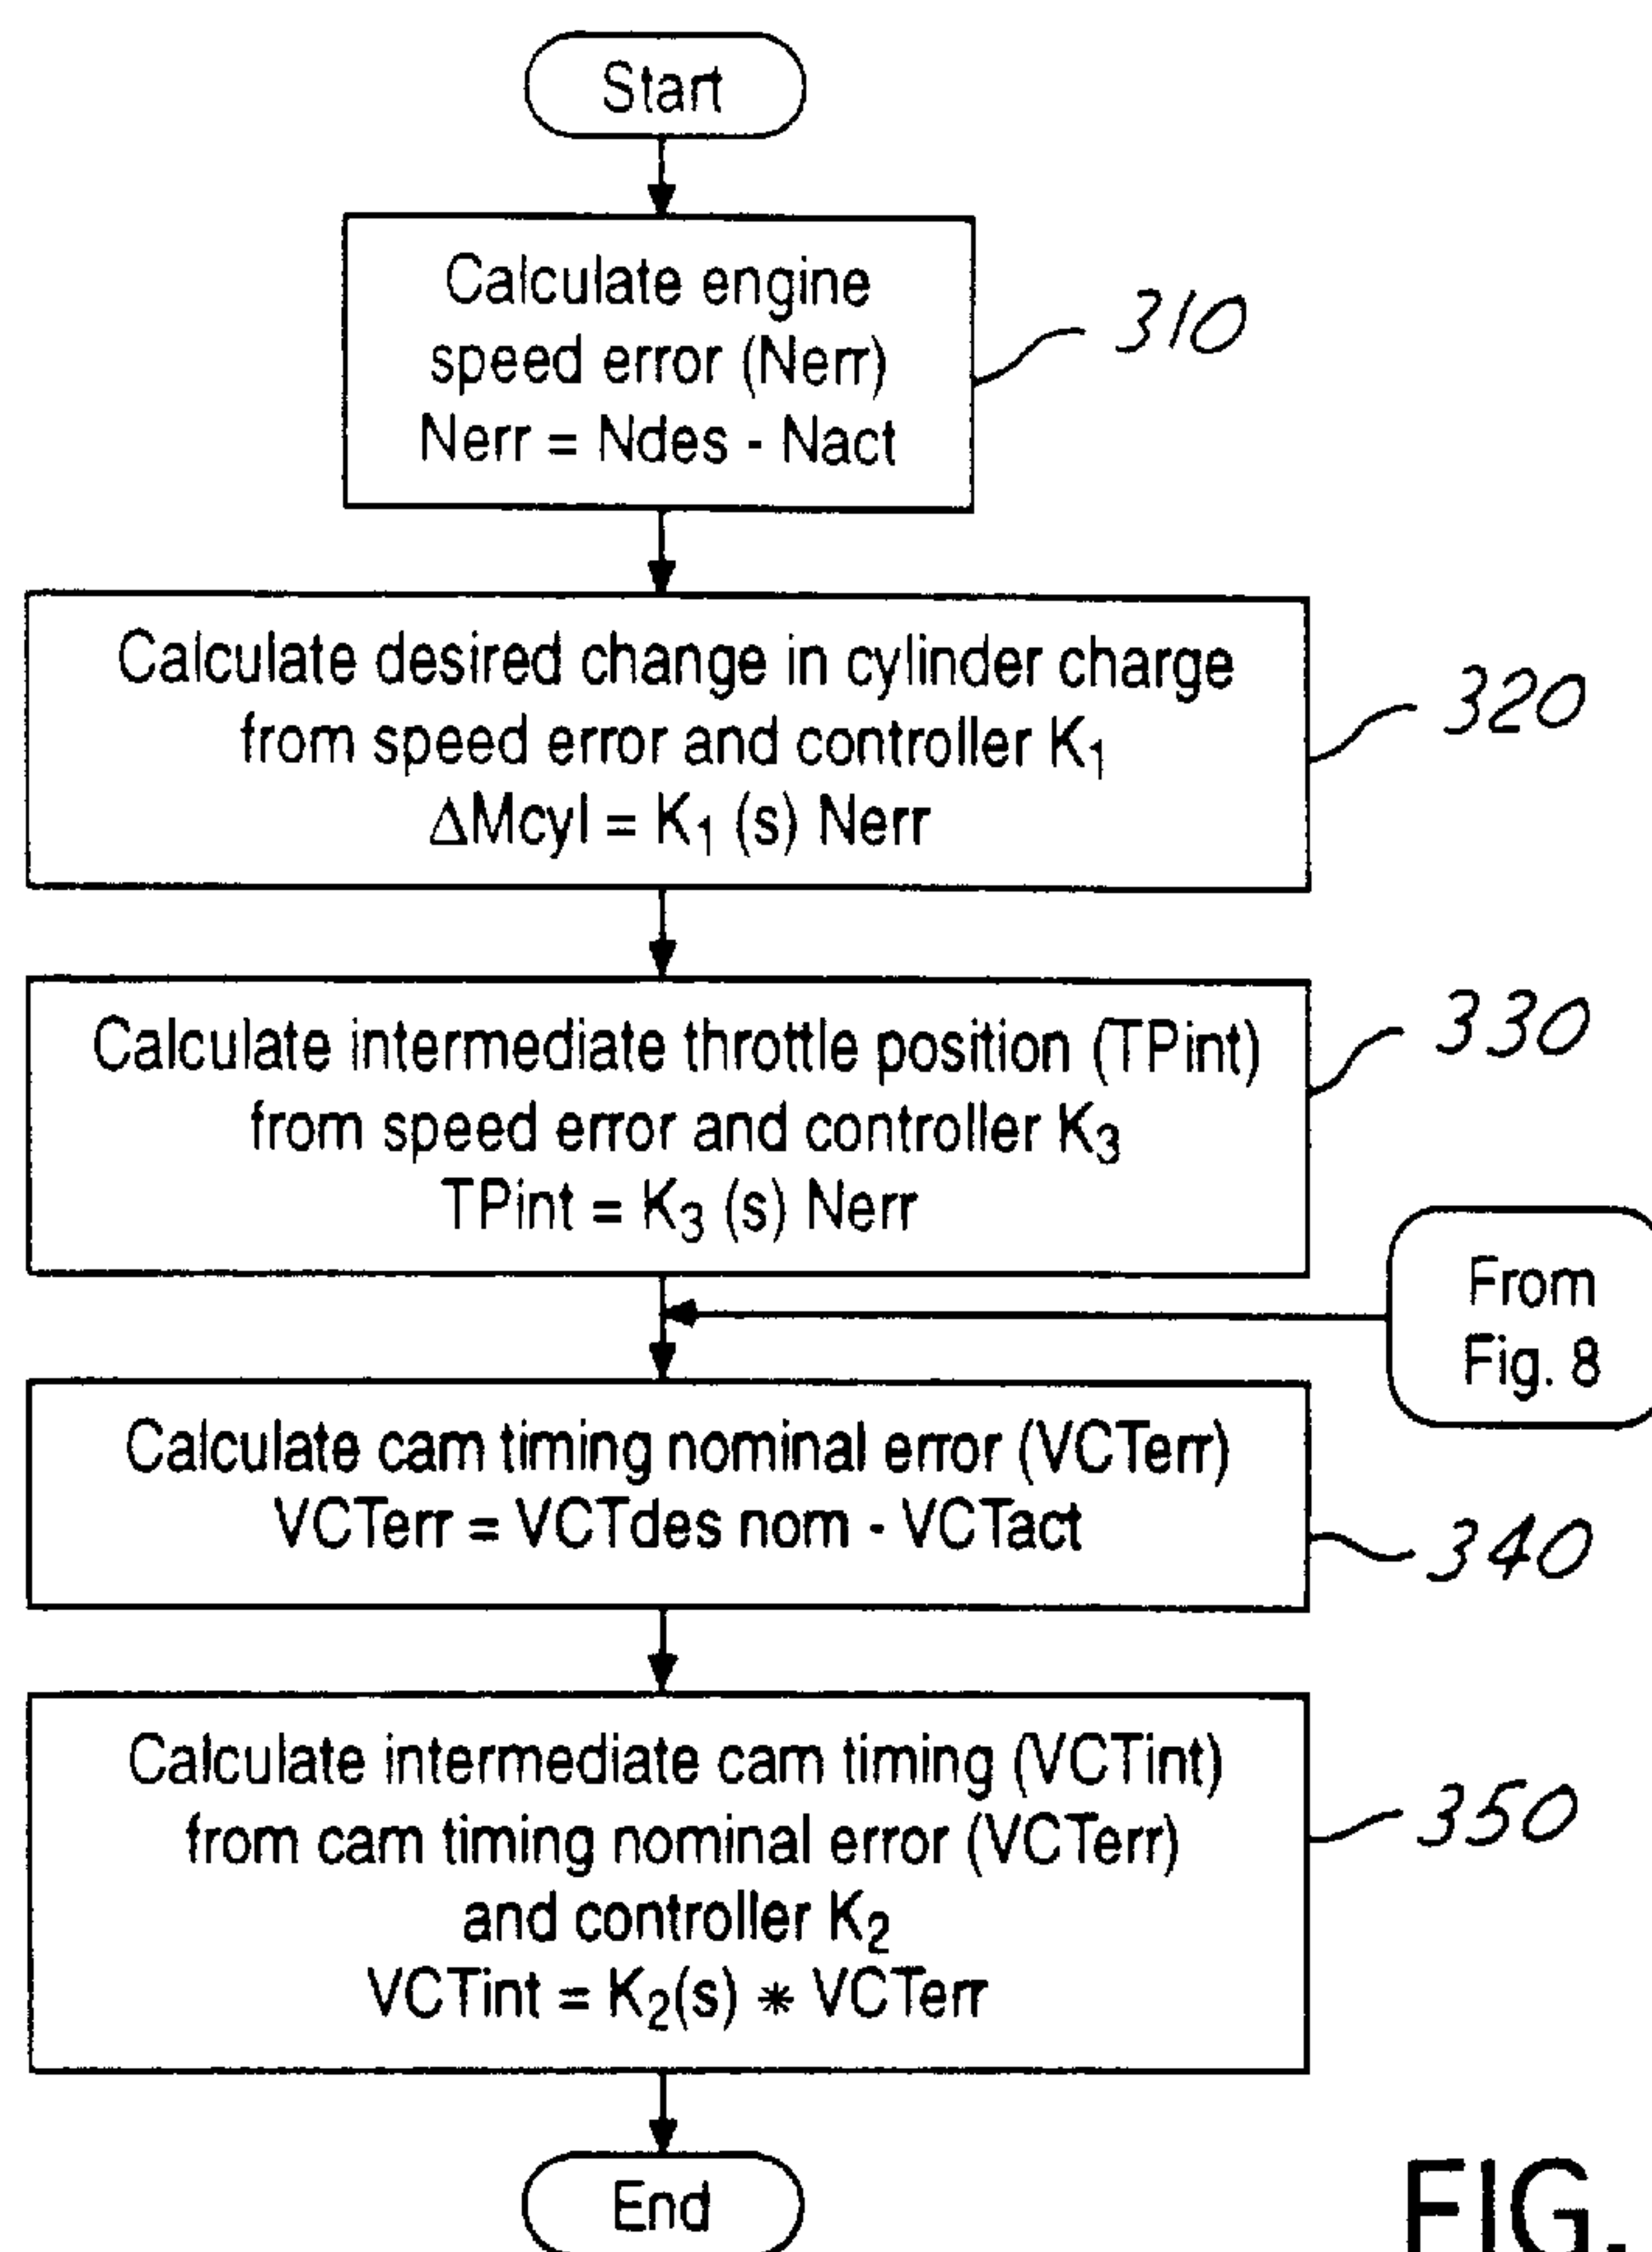 Start
Calculate engine
speed error (Nerr)
Nerr = Ndes - Nact
310
Calculate desired change in cylinder charge
from speed error and controller K₁
ΔMcyl = K₁ (s) Nerr
320
Calculate intermediate throttle position (TPint)
from speed error and controller K₃
TPint = K₃ (s) Nerr
330
From
Fig. 8
Calculate cam timing nominal error (VCTerr)
VCTerr = VCTdes nom - VCTact
340
Calculate intermediate cam timing (VCTint)
from cam timing nominal error (VCTerr)
and controller K₂
VCTint = K₂(s) * VCTerr
350
End
FIG.